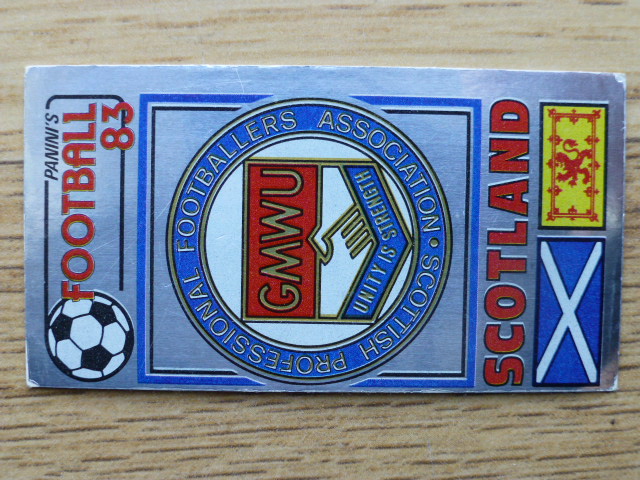 PANINI'S
FOOTBALL
83
SCOTTISH PROFESSIONAL FOOTBALLERS ASSOCIATION •
GMWU
UNITY IS STRENGTH
SCOTLAND